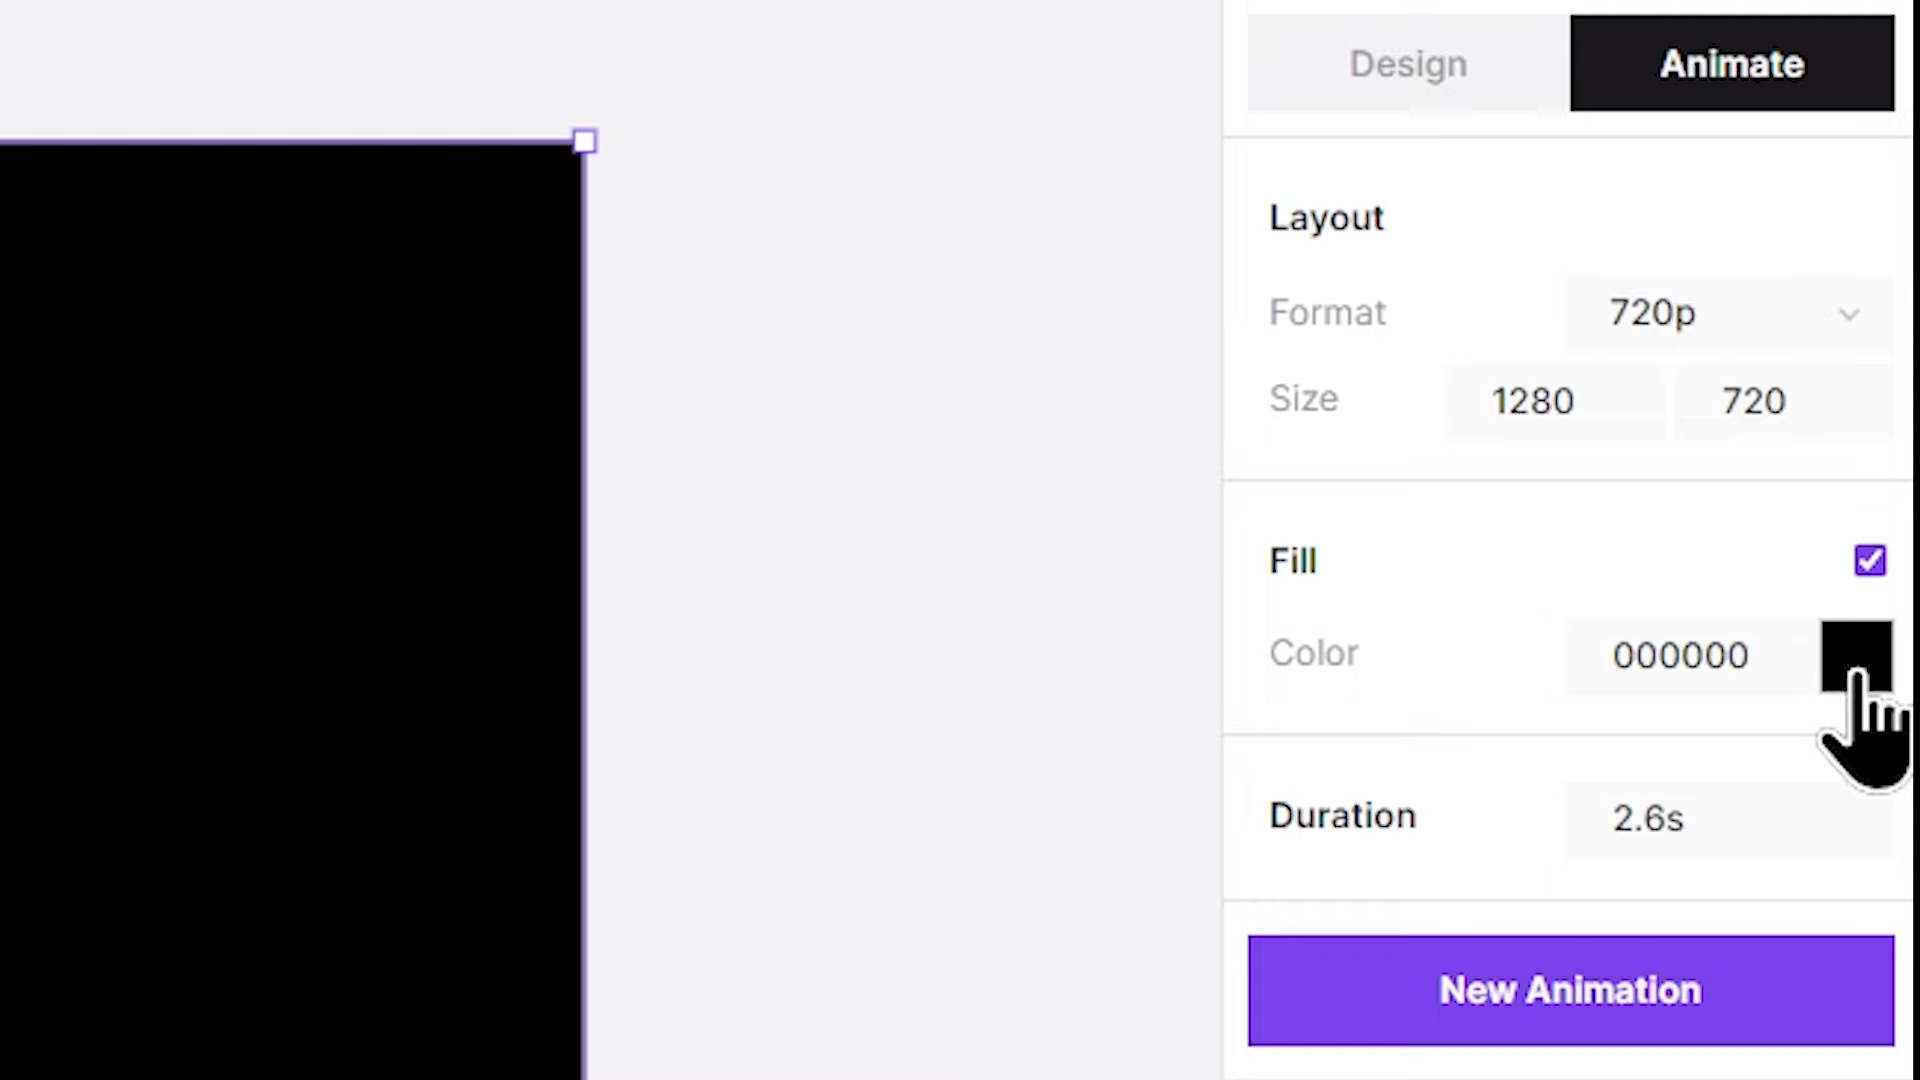 Design Animate
Layout
Format 720p
Size 1280 720
Fill
Color 000000
Duration 2.6s
New Animation